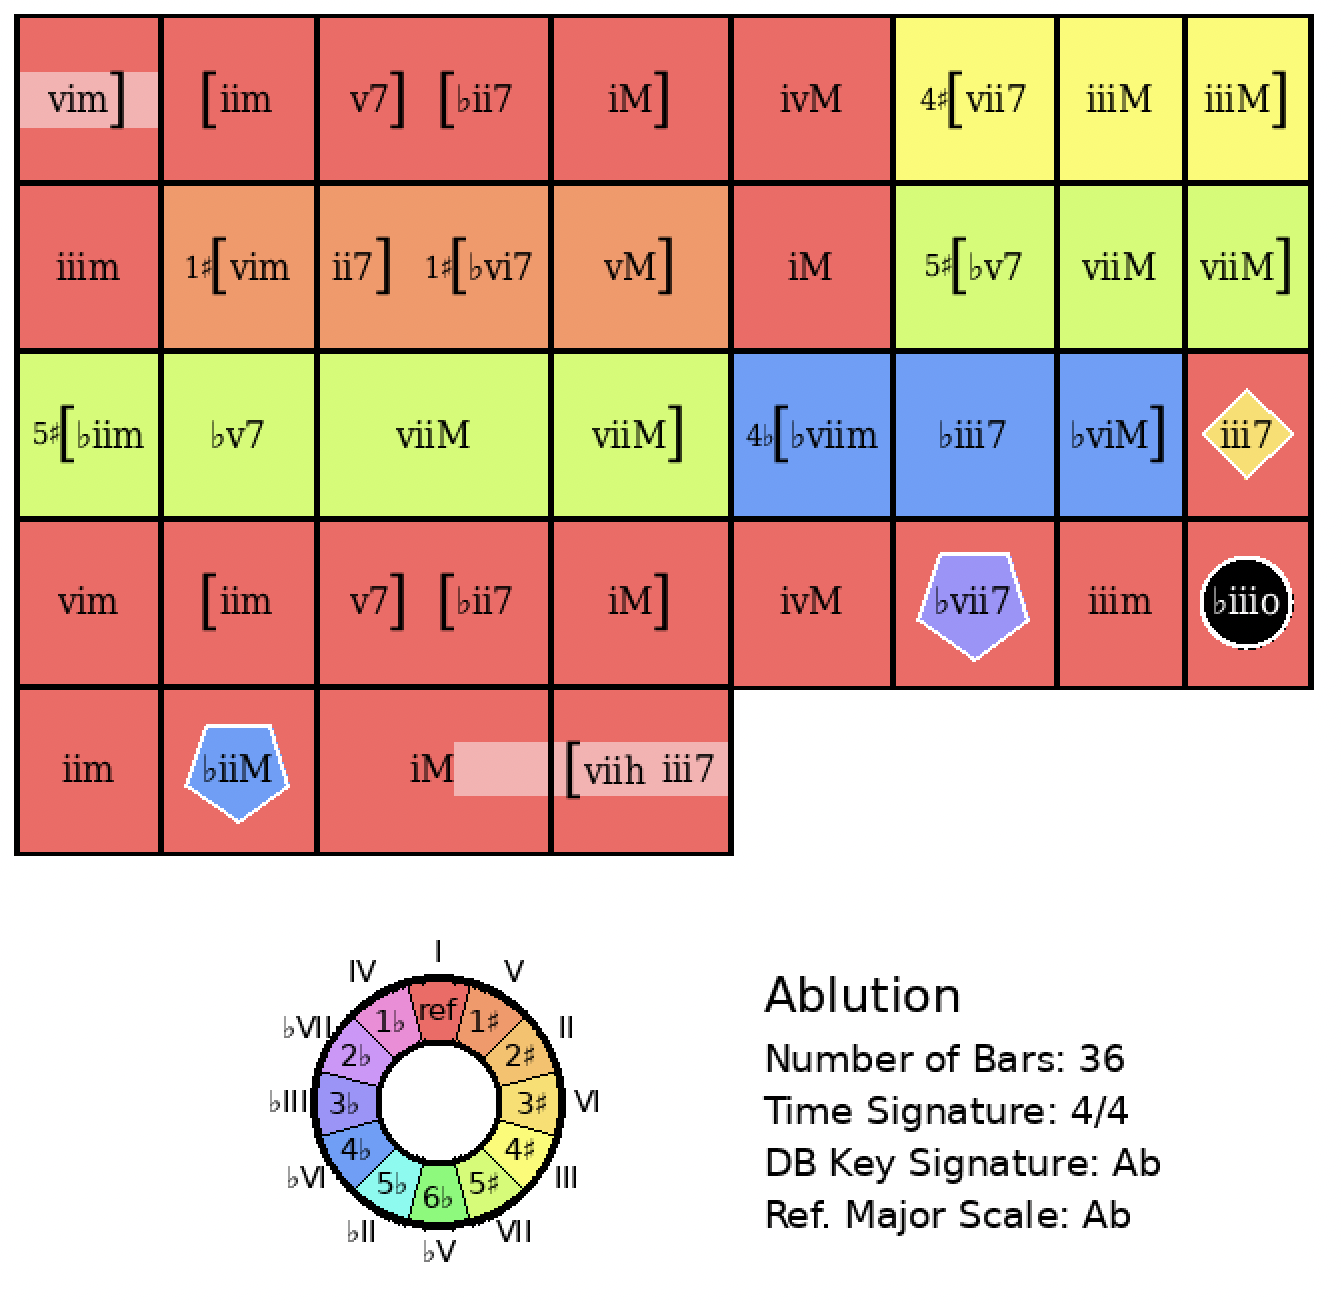 vim] [iim v7] [♭ii7 iM] ivM 4♯[vii7 iiiM iiiM]
iiim 1♯[vim ii7] 1♯[♭vi7 vM] iM 5♯[♭v7 viiM viiM]
5♯[♭iim ♭v7 viiM viiM] 4♭[♭viim ♭iii7 ♭viM] iii7
vim [iim v7] [♭ii7 iM] ivM ♭vii7 iiim ♭iiio
iim ♭iiM iM [viih iii7
I
IV V
♭VII II
♭III VI
♭VI III
♭II VII
♭V
ref
1♭ 1♯
2♭ 2♯
3♭ 3♯
4♭ 4♯
5♭ 5♯
6♭
Ablution
Number of Bars: 36
Time Signature: 4/4
DB Key Signature: Ab
Ref. Major Scale: Ab